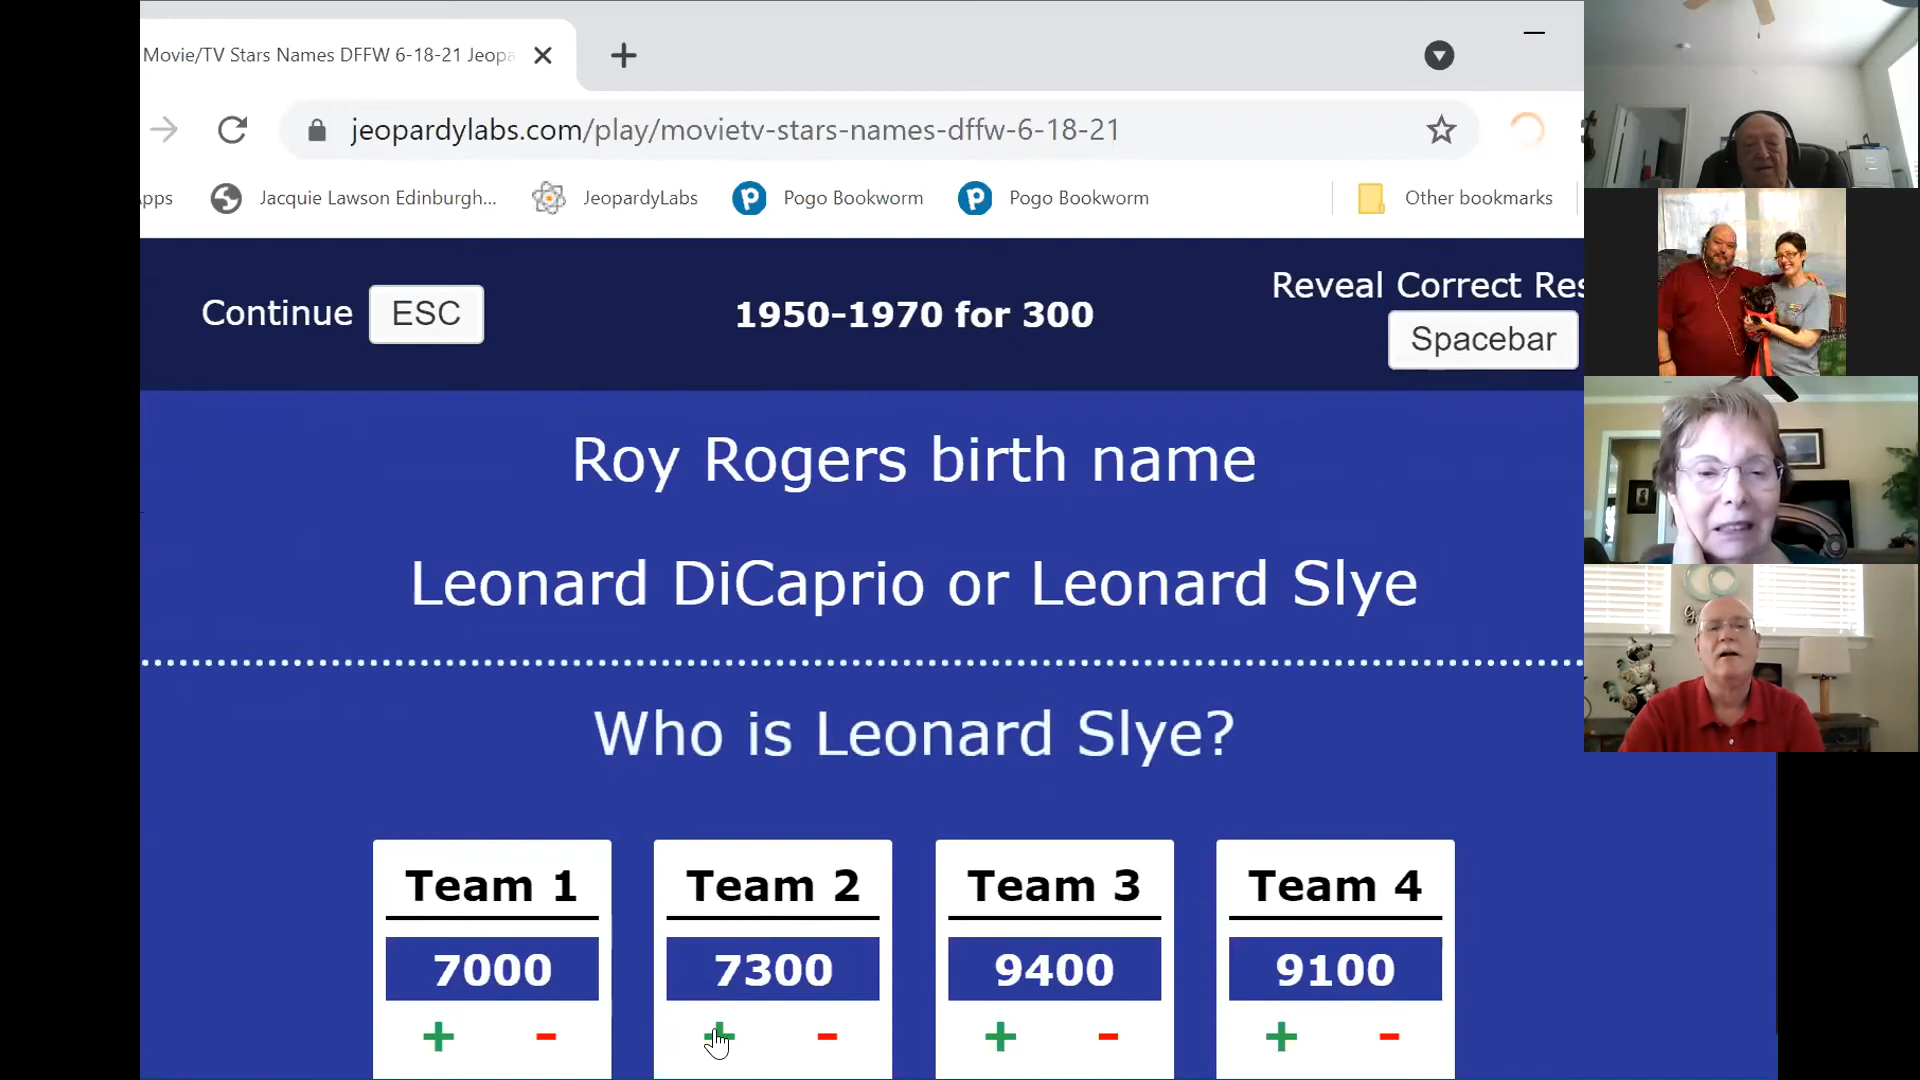 Movie/TV Stars Names DFFW 6-18-21 Jeopa
jeopardylabs.com/play/movietv-stars-names-dffw-6-18-21
pps
Jacquie Lawson Edinburgh...
JeopardyLabs
Pogo Bookworm
Pogo Bookworm
Other bookmarks
Continue ESC
1950-1970 for 300
Reveal Correct Res
Spacebar
Roy Rogers birth name
Leonard DiCaprio or Leonard Slye
Who is Leonard Slye?
Team 1 Team 2 Team 3 Team 4
7000 7300 9400 9100
+ - + - + - + -